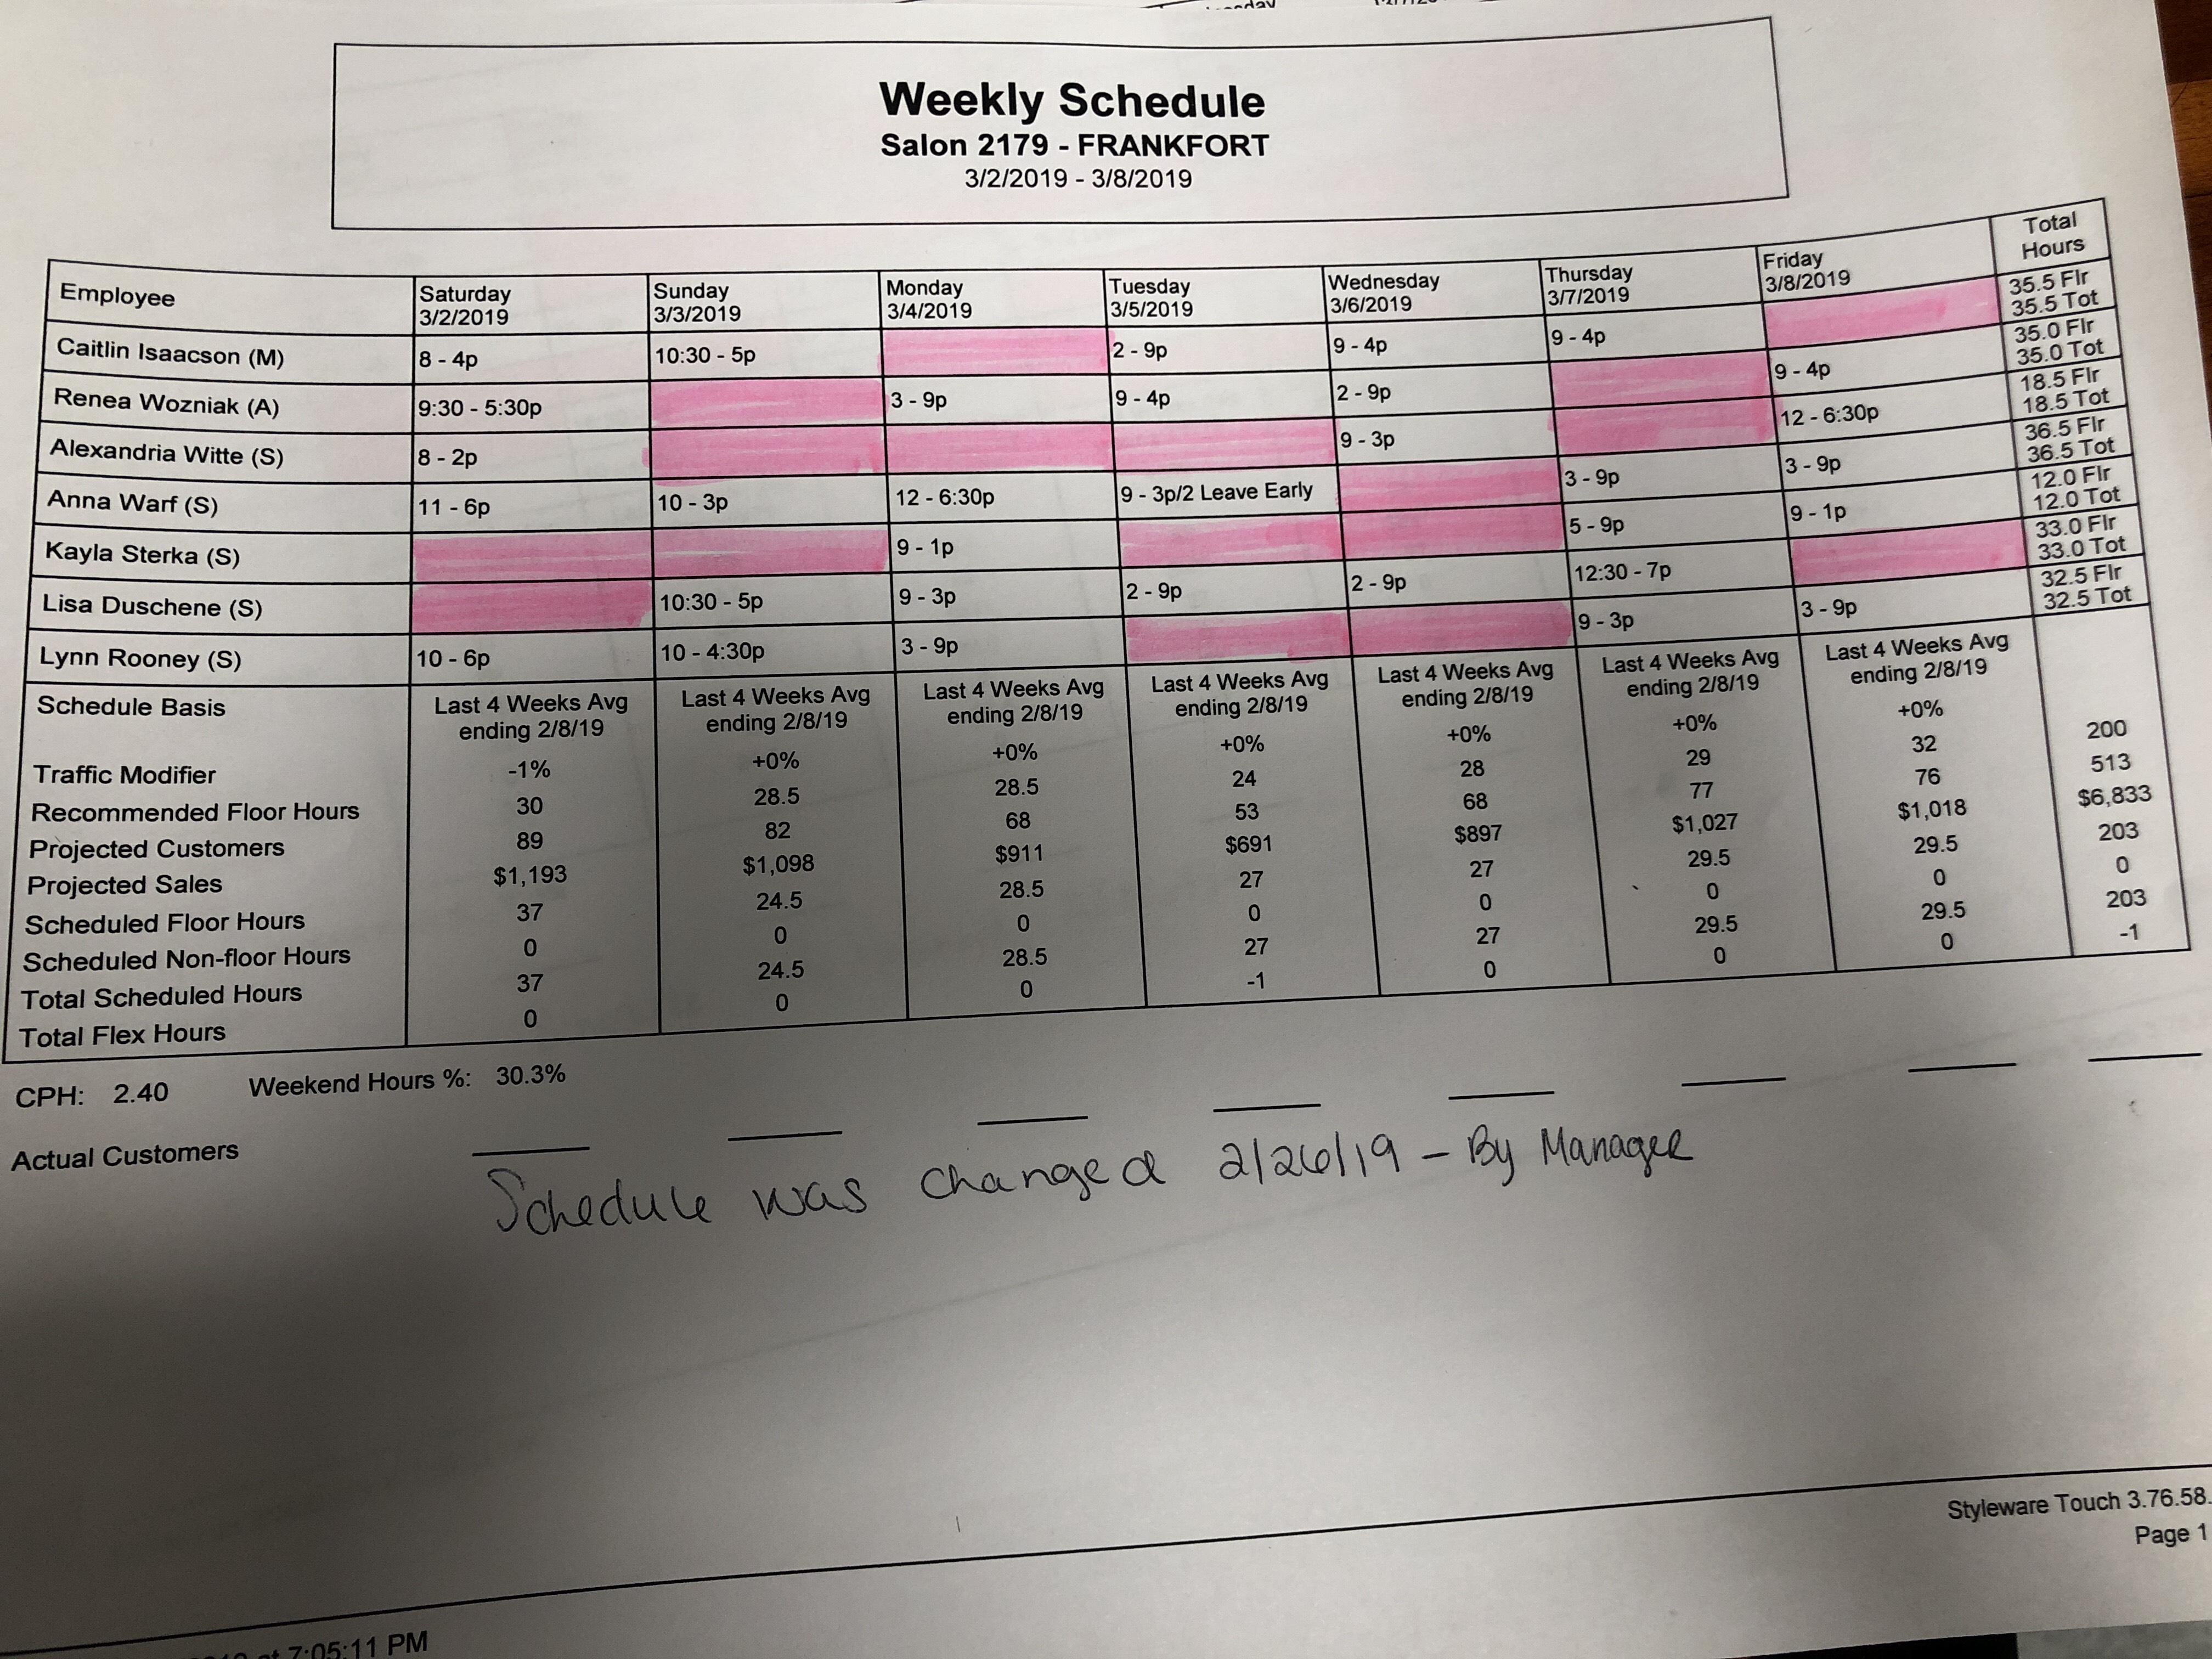 Weekly Schedule
Salon 2179 - FRANKFORT
3/2/2019 - 3/8/2019
Employee Saturday 3/2/2019 Sunday 3/3/2019 Monday 3/4/2019 Tuesday 3/5/2019 Wednesday 3/6/2019 Thursday 3/7/2019 Friday 3/8/2019 Total Hours
Caitlin Isaacson (M) 8 - 4p 10:30 - 5p 2 - 9p 9 - 4p 9 - 4p 35.5 Flr 35.5 Tot
Renea Wozniak (A) 9:30 - 5:30p 3 - 9p 9 - 4p 2 - 9p 9 - 4p 35.0 Flr 35.0 Tot
Alexandria Witte (S) 8 - 2p 9 - 3p 12 - 6:30p 18.5 Flr 18.5 Tot
Anna Warf (S) 11 - 6p 10 - 3p 12 - 6:30p 9 - 3p/2 Leave Early 3 - 9p 3 - 9p 36.5 Flr 36.5 Tot
Kayla Sterka (S) 9 - 1p 5 - 9p 9 - 1p 12.0 Flr 12.0 Tot
Lisa Duschene (S) 10:30 - 5p 9 - 3p 2 - 9p 2 - 9p 12:30 - 7p 33.0 Flr 33.0 Tot
Lynn Rooney (S) 10 - 6p 10 - 4:30p 3 - 9p 9 - 3p 3 - 9p 32.5 Flr 32.5 Tot
Schedule Basis Last 4 Weeks Avg ending 2/8/19 Last 4 Weeks Avg ending 2/8/19 Last 4 Weeks Avg ending 2/8/19 Last 4 Weeks Avg ending 2/8/19 Last 4 Weeks Avg ending 2/8/19 Last 4 Weeks Avg ending 2/8/19 Last 4 Weeks Avg ending 2/8/19
Traffic Modifier -1% +0% +0% +0% +0% +0% +0%
Recommended Floor Hours 30 28.5 28.5 24 28 29 32 200
Projected Customers 89 82 68 53 68 77 76 513
Projected Sales $1,193 $1,098 $911 $691 $897 $1,027 $1,018 $6,833
Scheduled Floor Hours 37 24.5 28.5 27 27 29.5 29.5 203
Scheduled Non-floor Hours 0 0 0 0 0 0 0 0
Total Scheduled Hours 37 24.5 28.5 27 27 29.5 29.5 203
Total Flex Hours 0 0 0 -1 0 0 0 -1
CPH: 2.40 Weekend Hours %: 30.3%
Actual Customers
Schedule was changed 2/26/19 - By Manager
Styleware Touch 3.76.58.
Page 1
at 7:05:11 PM